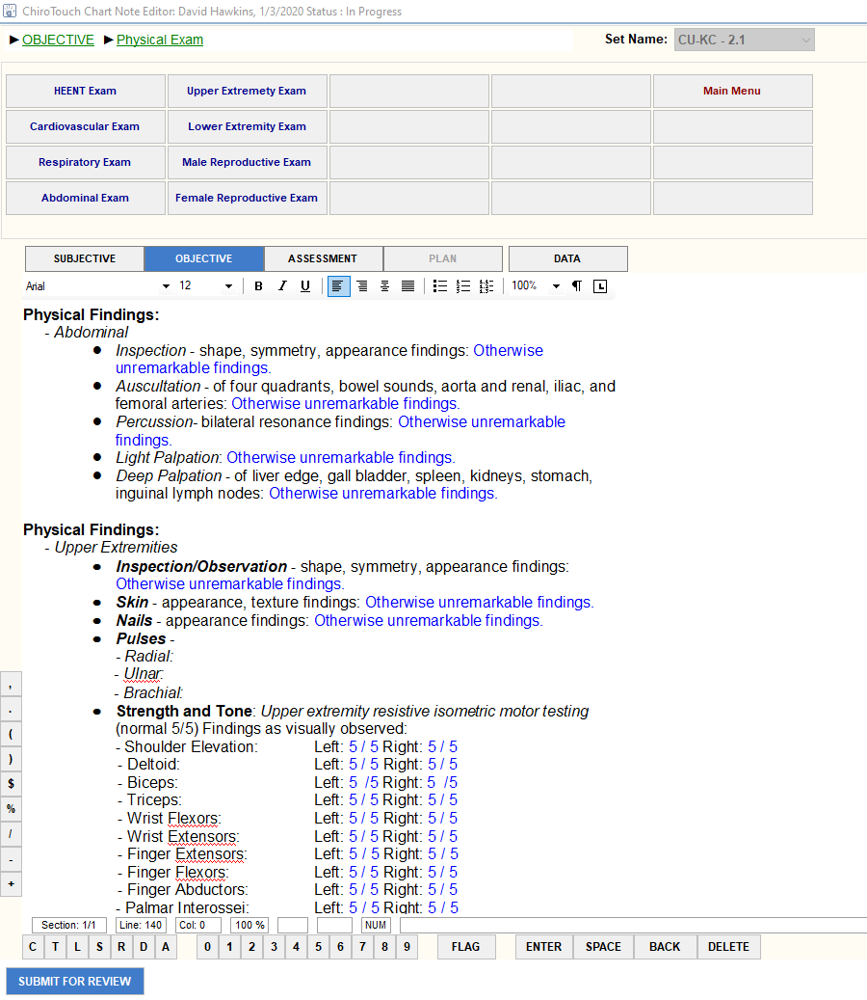 ChiroTouch Chart Note Editor: David Hawkins, 1/3/2020 Status : In Progress
▶ OBJECTIVE ▶ Physical Exam
Set Name: CU-KC - 2.1
HEENT Exam Upper Extremety Exam Main Menu
Cardiovascular Exam Lower Extremity Exam
Respiratory Exam Male Reproductive Exam
Abdominal Exam Female Reproductive Exam
SUBJECTIVE OBJECTIVE ASSESSMENT PLAN DATA
Arial 12 B I U 100% ¶ L
Physical Findings:
- Abdominal
● Inspection - shape, symmetry, appearance findings: Otherwise
unremarkable findings.
● Auscultation - of four quadrants, bowel sounds, aorta and renal, iliac, and
femoral arteries: Otherwise unremarkable findings.
● Percussion- bilateral resonance findings: Otherwise unremarkable
findings.
● Light Palpation: Otherwise unremarkable findings.
● Deep Palpation - of liver edge, gall bladder, spleen, kidneys, stomach,
inguinal lymph nodes: Otherwise unremarkable findings.
Physical Findings:
- Upper Extremities
● Inspection/Observation - shape, symmetry, appearance findings:
Otherwise unremarkable findings.
● Skin - appearance, texture findings: Otherwise unremarkable findings.
● Nails - appearance findings: Otherwise unremarkable findings.
● Pulses -
- Radial:
- Ulnar:
- Brachial:
● Strength and Tone: Upper extremity resistive isometric motor testing
(normal 5/5) Findings as visually observed:
- Shoulder Elevation: Left: 5 / 5 Right: 5 / 5
- Deltoid: Left: 5 / 5 Right: 5 / 5
- Biceps: Left: 5 /5 Right: 5 /5
- Triceps: Left: 5 / 5 Right: 5 / 5
- Wrist Flexors: Left: 5 / 5 Right: 5 / 5
- Wrist Extensors: Left: 5 / 5 Right: 5 / 5
- Finger Extensors: Left: 5 / 5 Right: 5 / 5
- Finger Flexors: Left: 5 / 5 Right: 5 / 5
- Finger Abductors: Left: 5 / 5 Right: 5 / 5
- Palmar Interossei: Left: 5 / 5 Right: 5 / 5
,
.
(
)
$
%
/
-
+
Section: 1/1 Line: 140 Col: 0 100 % NUM
C T L S R D A 0 1 2 3 4 5 6 7 8 9 FLAG ENTER SPACE BACK DELETE
SUBMIT FOR REVIEW